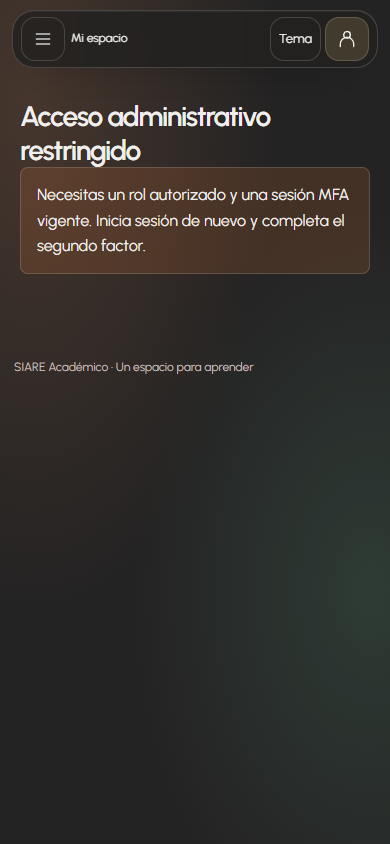 Mi espacio
Tema
Acceso administrativo
restringido
Necesitas un rol autorizado y una sesión MFA
vigente. Inicia sesión de nuevo y completa el
segundo factor.
SIARE Académico · Un espacio para aprender